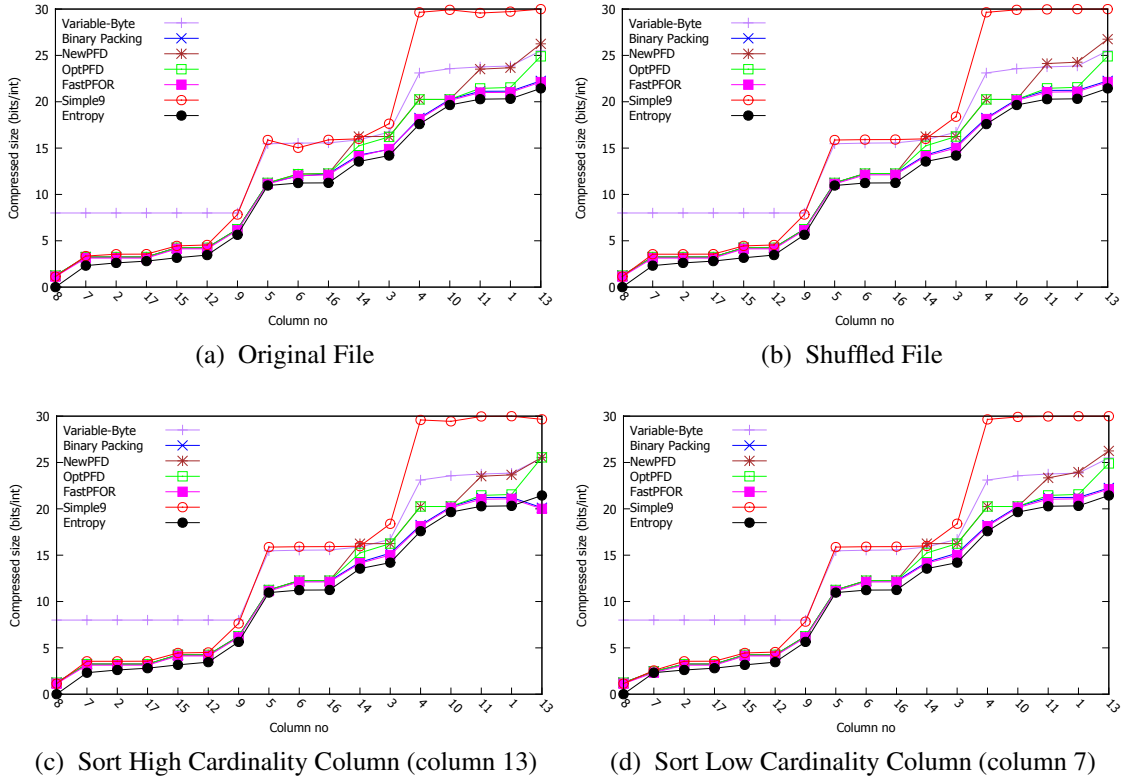 30
25
20
15
10
5
0
Compressed size (bits/int)
Variable-Byte
Binary Packing
NewPFD
OptPFD
FastPFOR
Simple9
Entropy
8 7 2 17 15 12 9 5 6 16 14 3 4 10 11 1 13
Column no
(a) Original File
30
25
20
15
10
5
0
Compressed size (bits/int)
Variable-Byte
Binary Packing
NewPFD
OptPFD
FastPFOR
Simple9
Entropy
8 7 2 17 15 12 9 5 6 16 14 3 4 10 11 1 13
Column no
(b) Shuffled File
30
25
20
15
10
5
0
Compressed size (bits/int)
Variable-Byte
Binary Packing
NewPFD
OptPFD
FastPFOR
Simple9
Entropy
8 7 2 17 15 12 9 5 6 16 14 3 4 10 11 1 13
Column no
(c) Sort High Cardinality Column (column 13)
30
25
20
15
10
5
0
Compressed size (bits/int)
Variable-Byte
Binary Packing
NewPFD
OptPFD
FastPFOR
Simple9
Entropy
8 7 2 17 15 12 9 5 6 16 14 3 4 10 11 1 13
Column no
(d) Sort Low Cardinality Column (column 7)